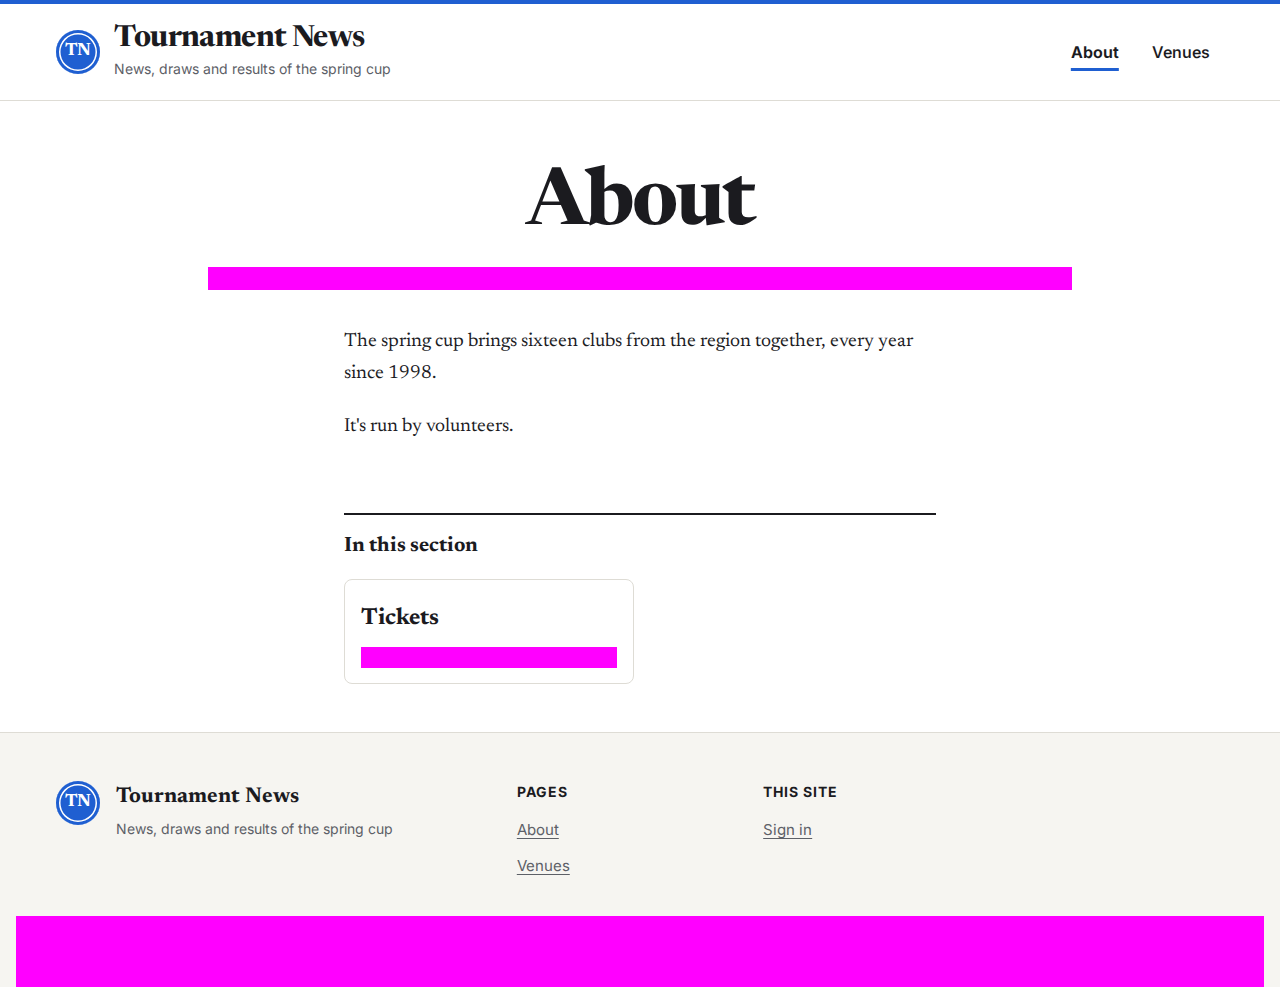 TN
Tournament News
News, draws and results of the spring cup
About
Venues
About
The spring cup brings sixteen clubs from the region together, every year
since 1998.
It's run by volunteers.
In this section
Tickets
TN
Tournament News
News, draws and results of the spring cup
PAGES
About
Venues
THIS SITE
Sign in